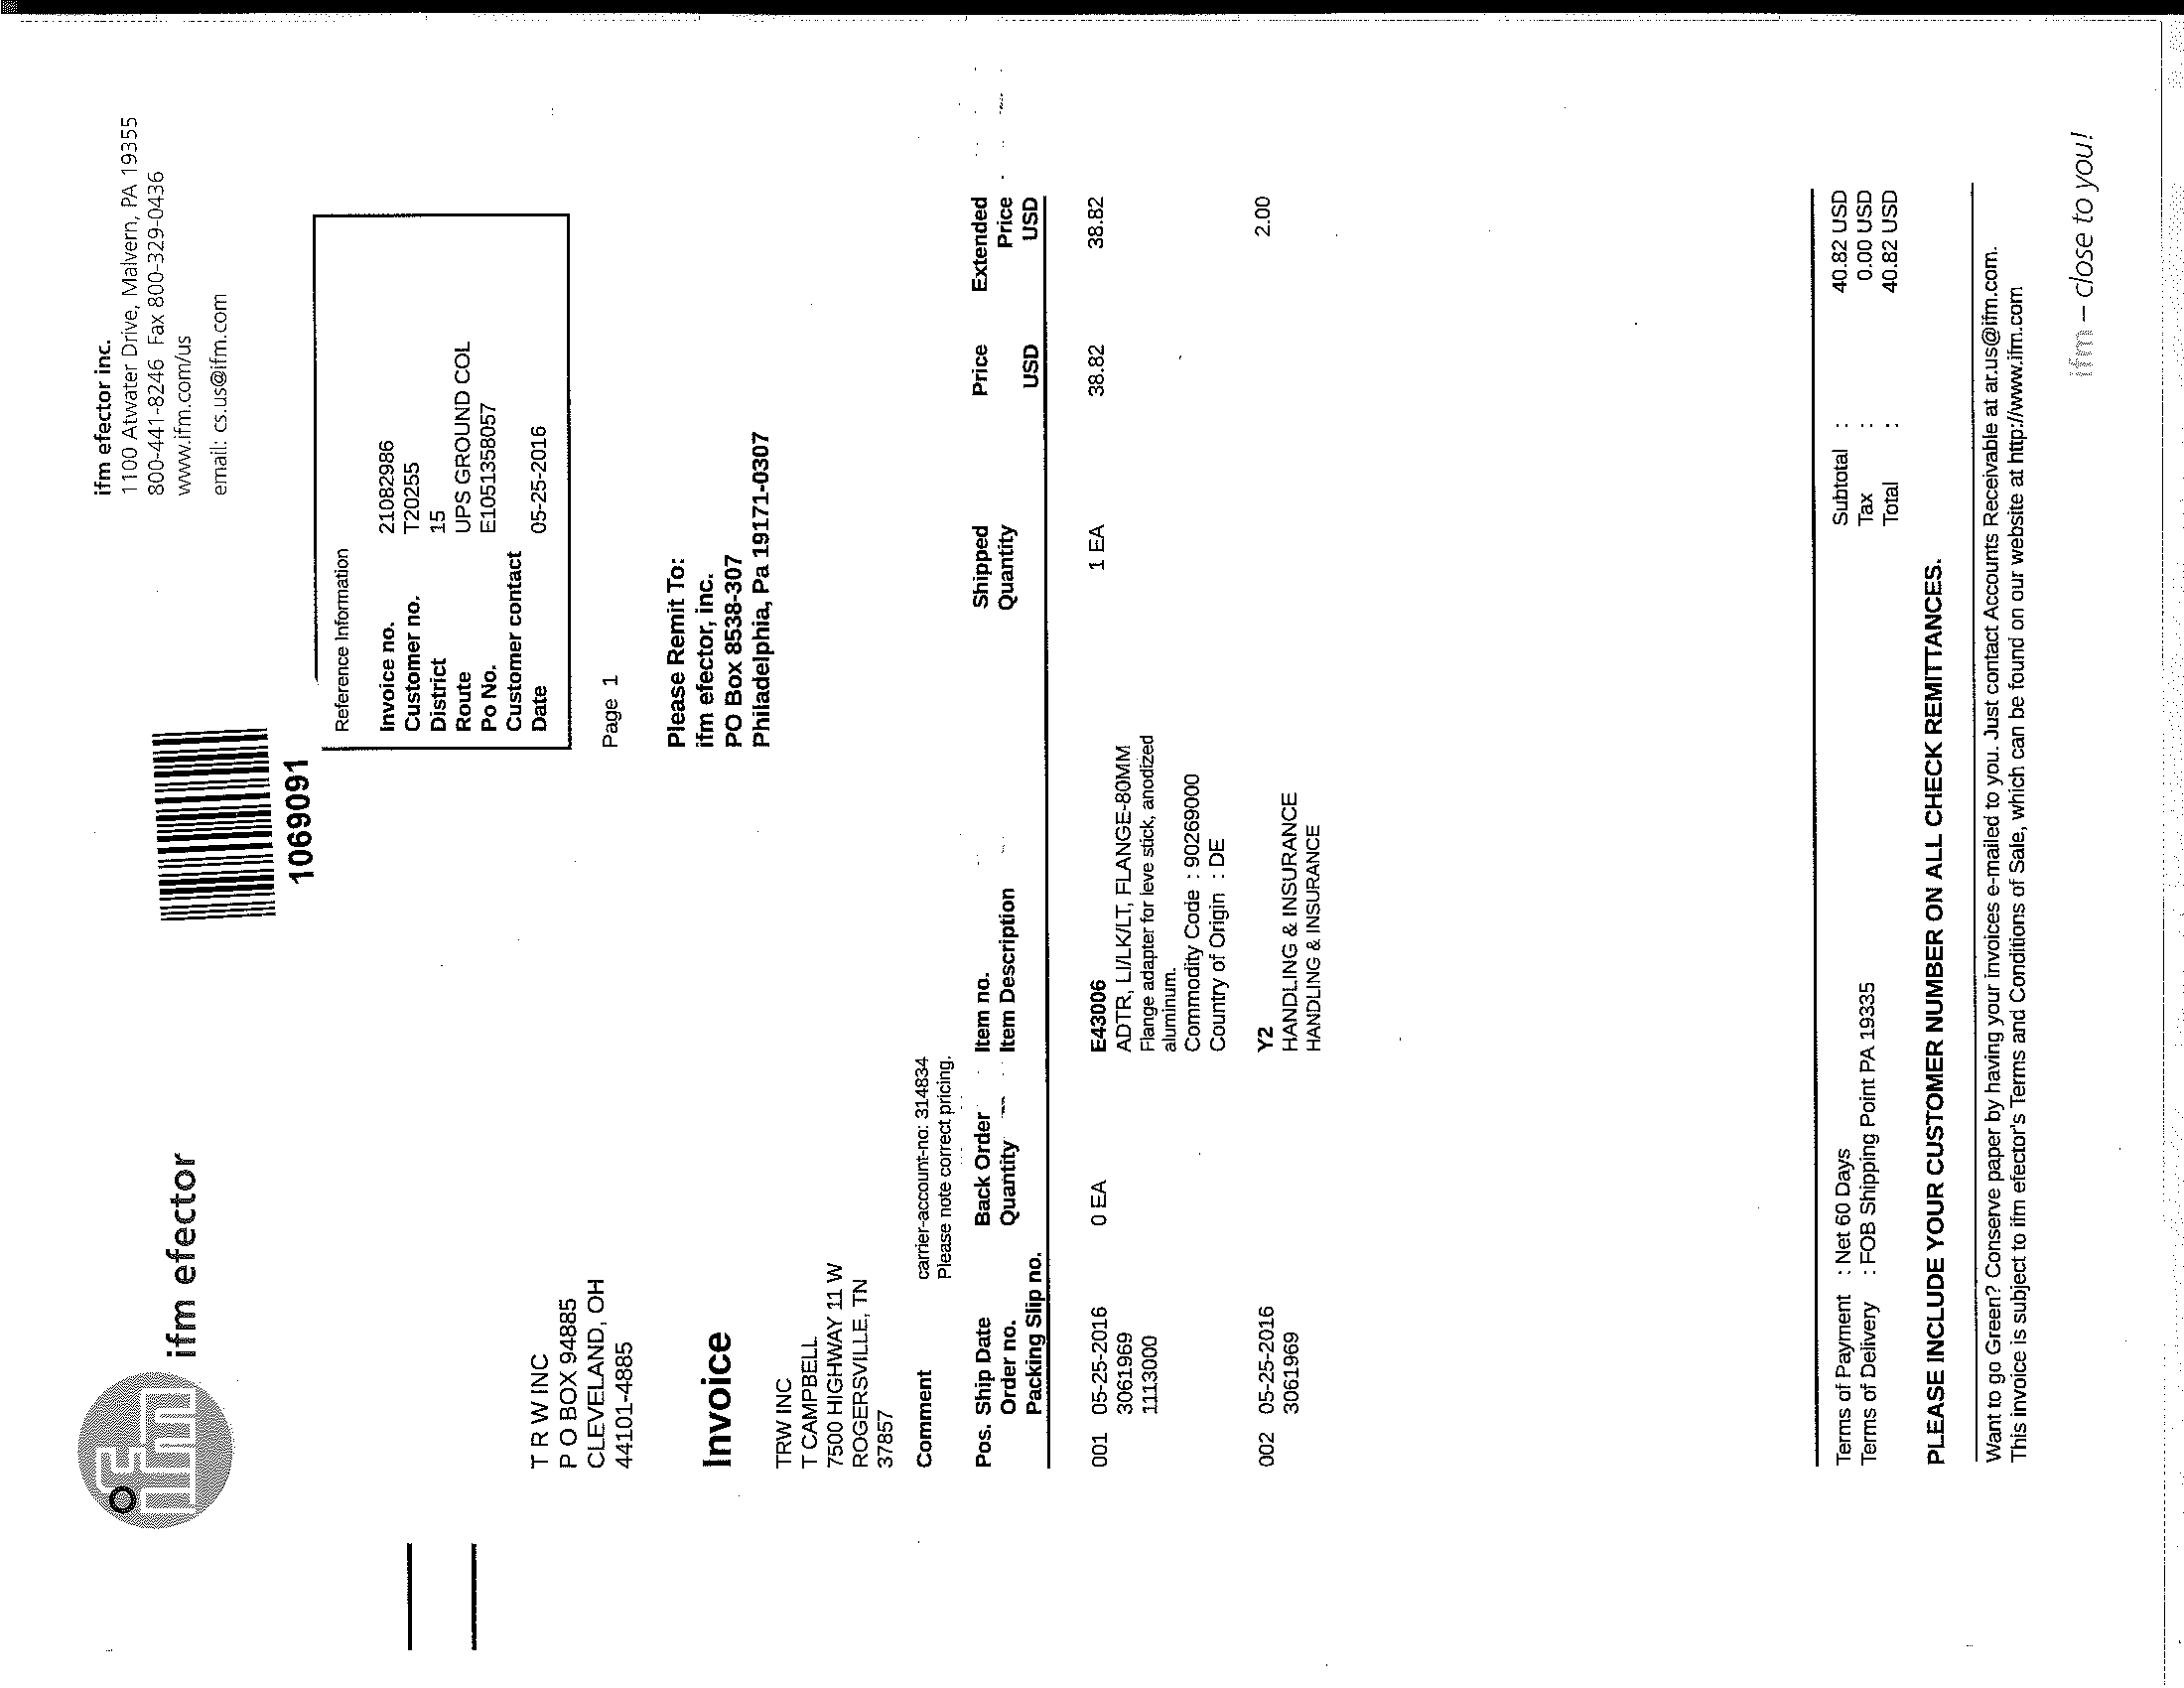 ifm
ifm efector
ifm efector inc.
1100 Atwater Drive, Malvern, PA 19355
800-441-8246 Fax 800-329-0436
www.ifm.com/us
email: cs.us@ifm.com
1069091
Reference Information
Invoice no. 21082986
Customer no. T20255
District 15
Route UPS GROUND COL
Po No. E1051358057
Customer contact
Date 05-25-2016
Page 1
T R W INC
P O BOX 94885
CLEVELAND, OH
44101-4885
Please Remit To:
ifm efector, inc.
PO Box 8538-307
Philadelphia, Pa 19171-0307
Invoice
TRW INC
T CAMPBELL
7500 HIGHWAY 11 W
ROGERSVILLE, TN
37857
Comment carrier-account-no: 314834
Please note correct pricing.
Pos. Ship Date Back Order Item no. Shipped Price Extended
Order no. Quantity Item Description Quantity Price
Packing Slip no. USD USD
001 05-25-2016 0 EA E43006 1 EA 38.82 38.82
3061969 ADTR, LI/LK/LT, FLANGE-80MM
1113000 Flange adapter for leve stick, anodized
aluminum.
Commodity Code : 90269000
Country of Origin : DE
002 05-25-2016 Y2 2.00
3061969 HANDLING & INSURANCE
HANDLING & INSURANCE
Terms of Payment : Net 60 Days Subtotal : 40.82 USD
Terms of Delivery : FOB Shipping Point PA 19335 Tax : 0.00 USD
Total : 40.82 USD
PLEASE INCLUDE YOUR CUSTOMER NUMBER ON ALL CHECK REMITTANCES.
Want to go Green? Conserve paper by having your invoices e-mailed to you. Just contact Accounts Receivable at ar.us@ifm.com.
This invoice is subject to ifm efector's Terms and Conditions of Sale, which can be found on our website at http://www.ifm.com
ifm – close to you!